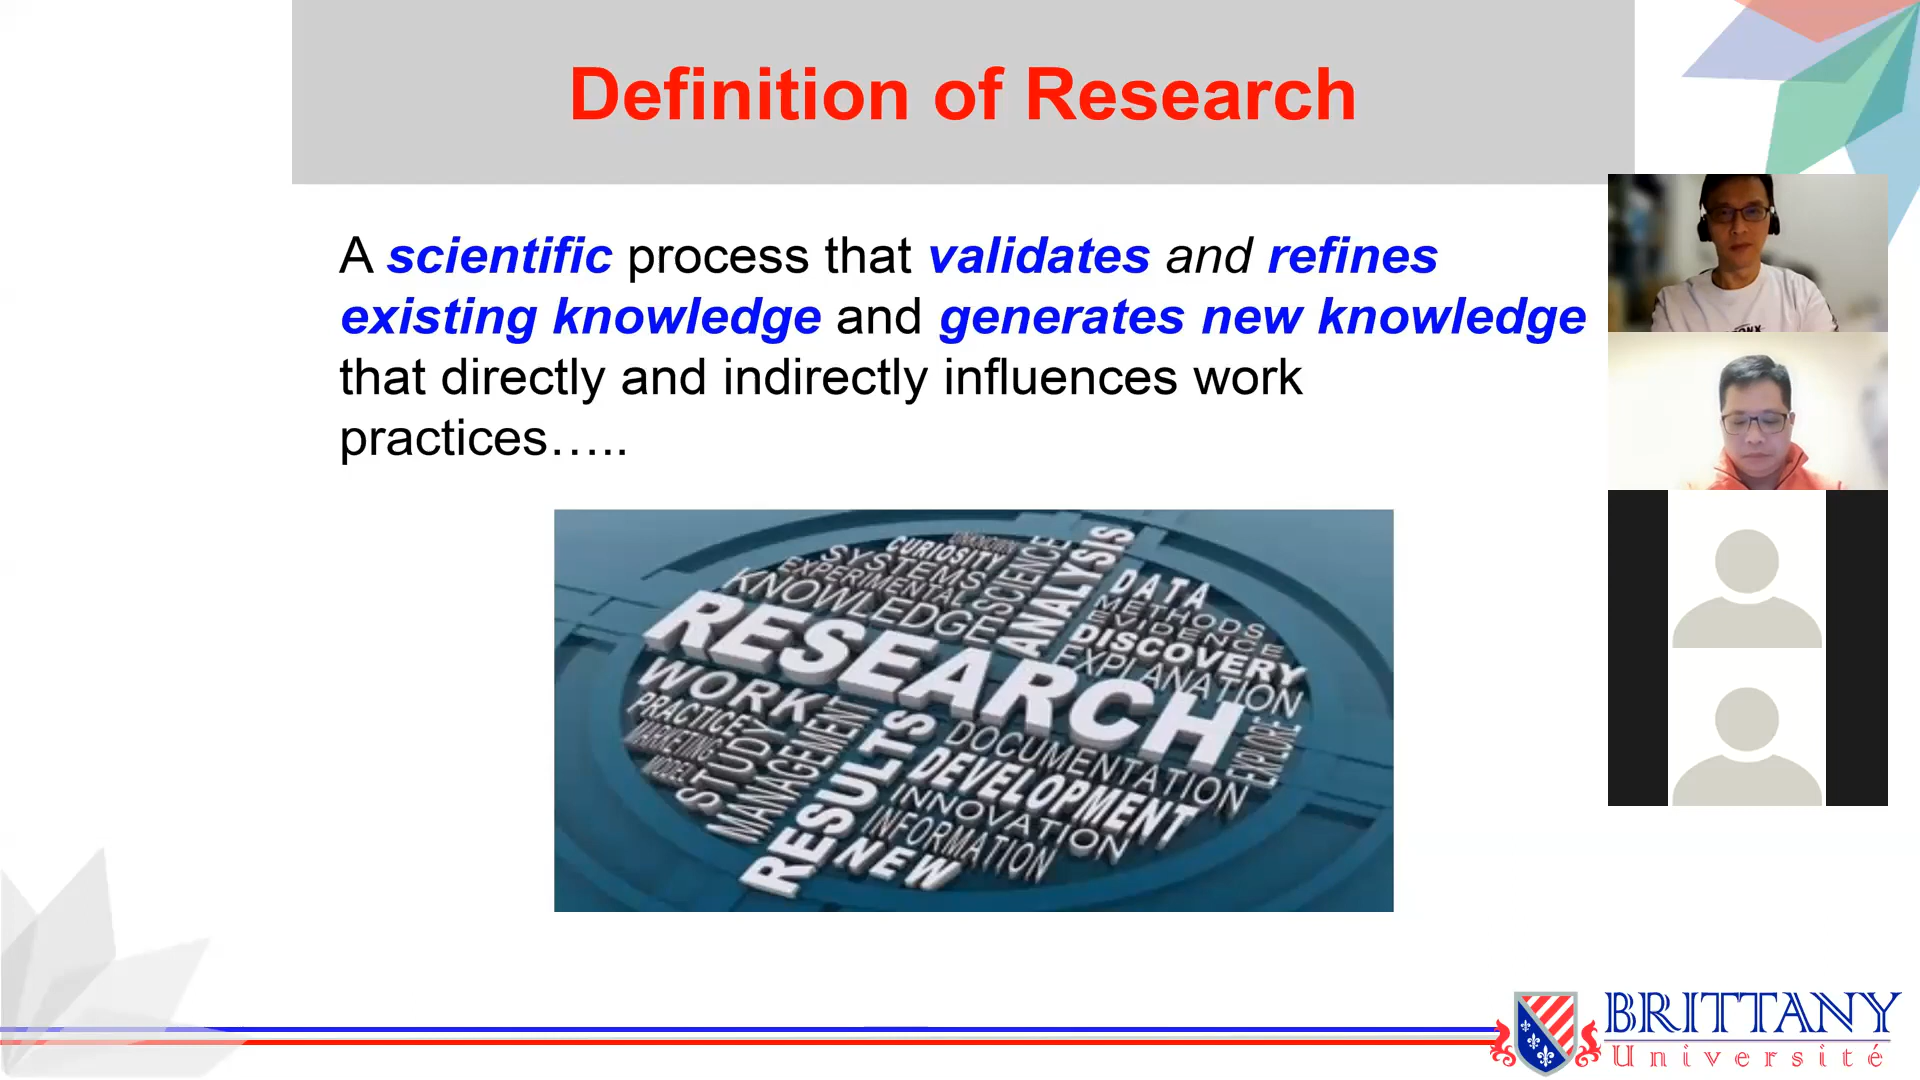 Definition of Research
A scientific process that validates and refines
existing knowledge and generates new knowledge
that directly and indirectly influences work
practices…..
CURIOSITY
SYSTEMS
EXPERIMENTAL
KNOWLEDGE
SCIENCE
ANALYSIS
DATA
METHODS
EVIDENCE
DISCOVERY
EXPLANATION
RESEARCH
WORK
PRACTICE
MARKETING
MODEL
STUDY
MANAGEMENT
RESULTS
DOCUMENTATION
EXPLORE
DEVELOPMENT
INNOVATION
INFORMATION
NEW
BRITTANY
Université